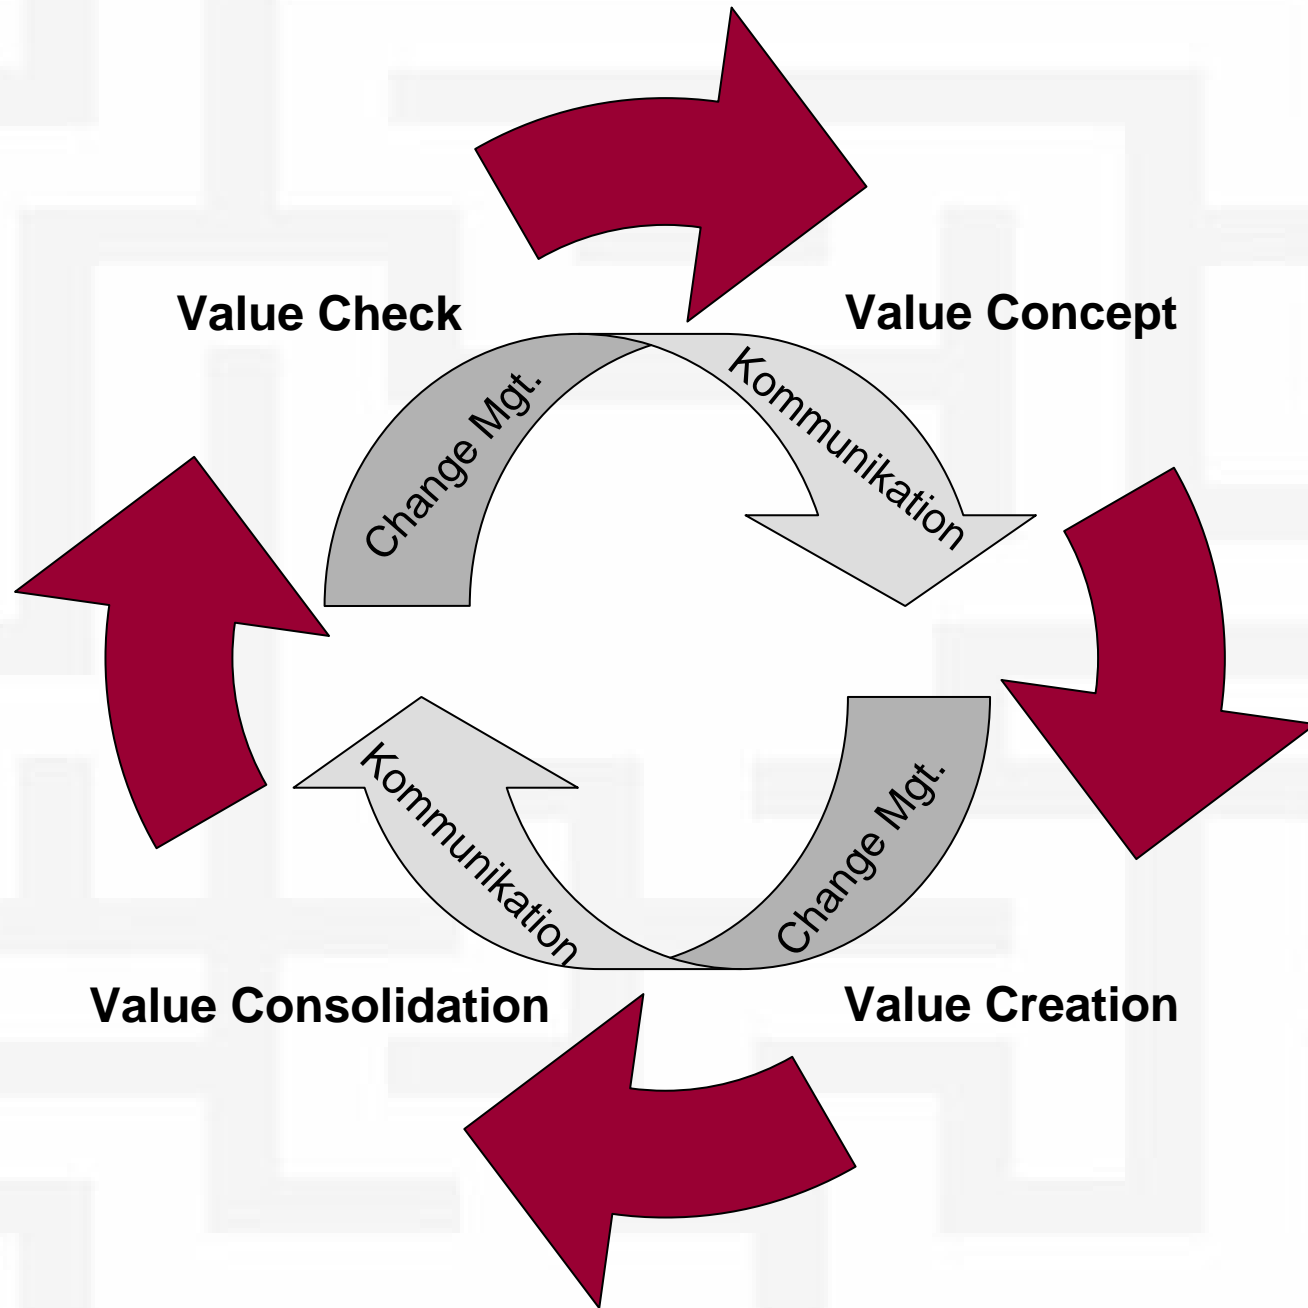 Value Check
Value Concept
Change Mgt.
Kommunikation
Kommunikation
Change Mgt.
Value Consolidation
Value Creation